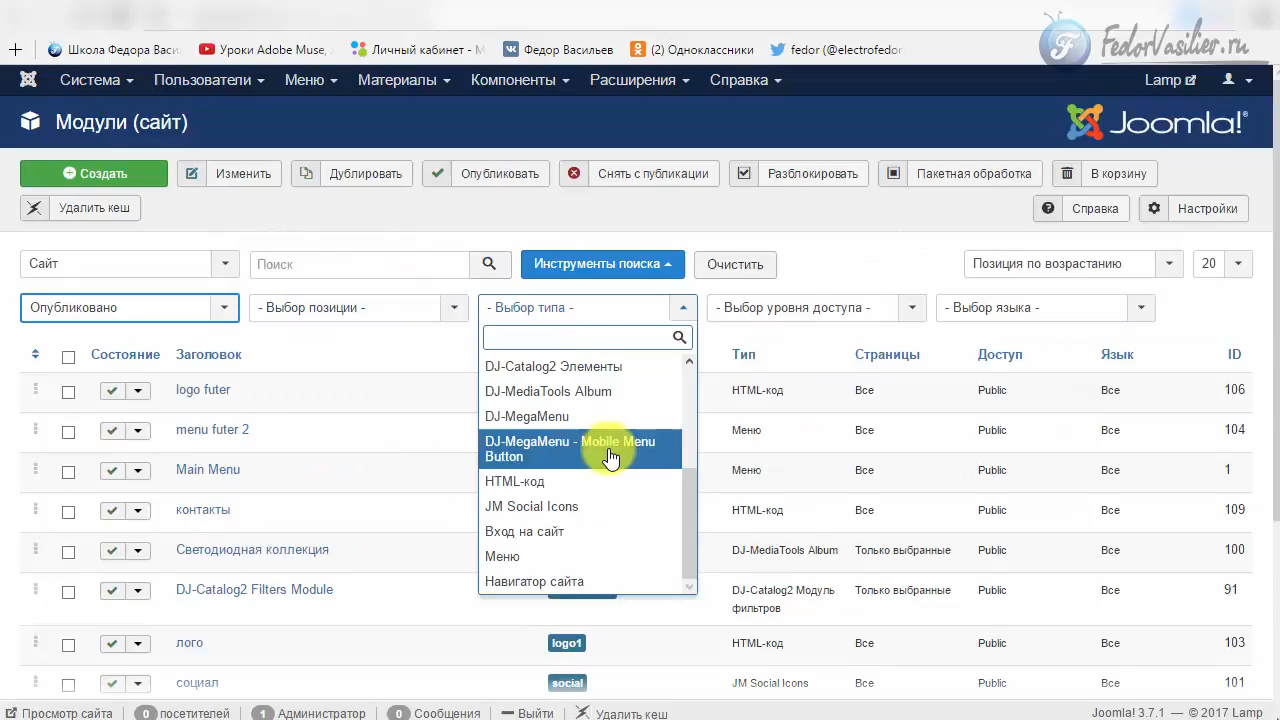 FedorVasilier.ru
Школа Федора Васил
Уроки Adobe Muse,
Личный кабинет - М
Федор Васильев
(2) Одноклассники
fedor (@electrofedor
Система
Пользователи
Меню
Материалы
Компоненты
Расширения
Справка
Lamp
Модули (сайт)
Joomla!®
Создать
Изменить
Дублировать
Опубликовать
Снять с публикации
Разблокировать
Пакетная обработка
В корзину
Удалить кеш
Справка
Настройки
Сайт
Поиск
Инструменты поиска
Очистить
Позиция по возрастанию
20
Опубликовано
- Выбор позиции -
- Выбор типа -
- Выбор уровня доступа -
- Выбор языка -
DJ-Catalog2 Элементы
DJ-MediaTools Album
DJ-MegaMenu
DJ-MegaMenu - Mobile Menu
Button
HTML-код
JM Social Icons
Вход на сайт
Меню
Навигатор сайта
Состояние Заголовок Тип Страницы Доступ Язык ID
logo futer HTML-код Все Public Все 106
menu futer 2 Меню Все Public Все 104
Main Menu Меню Все Public Все 1
контакты HTML-код Все Public Все 109
Светодиодная коллекция DJ-MediaTools Album Только выбранные Public Все 100
DJ-Catalog2 Filters Module DJ-Catalog2 Модуль Только выбранные Public Все 91
фильтров
лого logo1 HTML-код Все Public Все 103
социал social JM Social Icons Все Public Все 101
Просмотр сайта 0 посетителей 1 Администратор 0 Сообщения Выйти Удалить кеш
Joomla! 3.7.1 — © 2017 Lamp